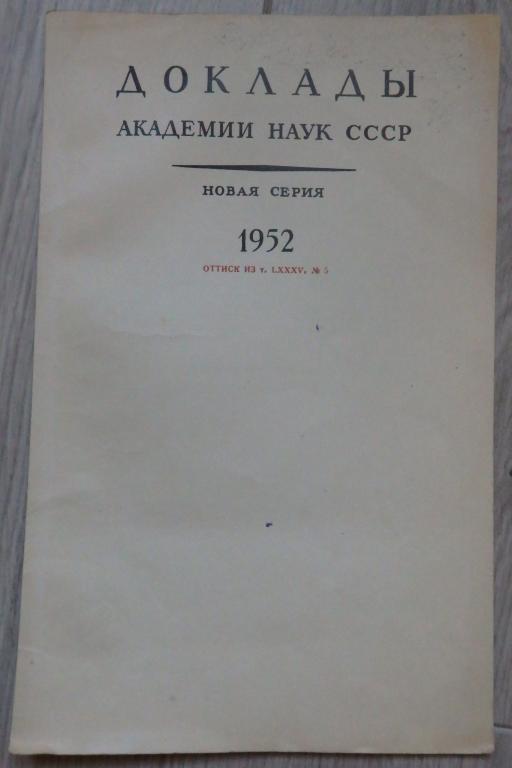 ДОКЛАДЫ
АКАДЕМИИ НАУК СССР
НОВАЯ СЕРИЯ
1952
ОТТИСК ИЗ т. LXXXV, № 5